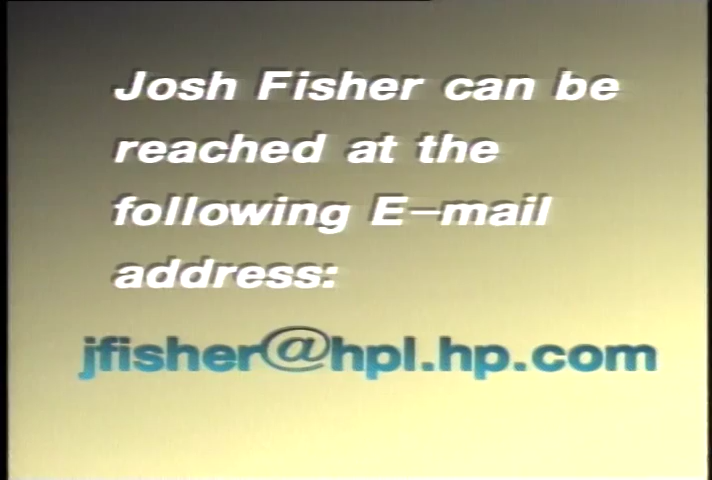 Josh Fisher can be
reached at the
following E-mail
address:
jfisher@hpl.hp.com